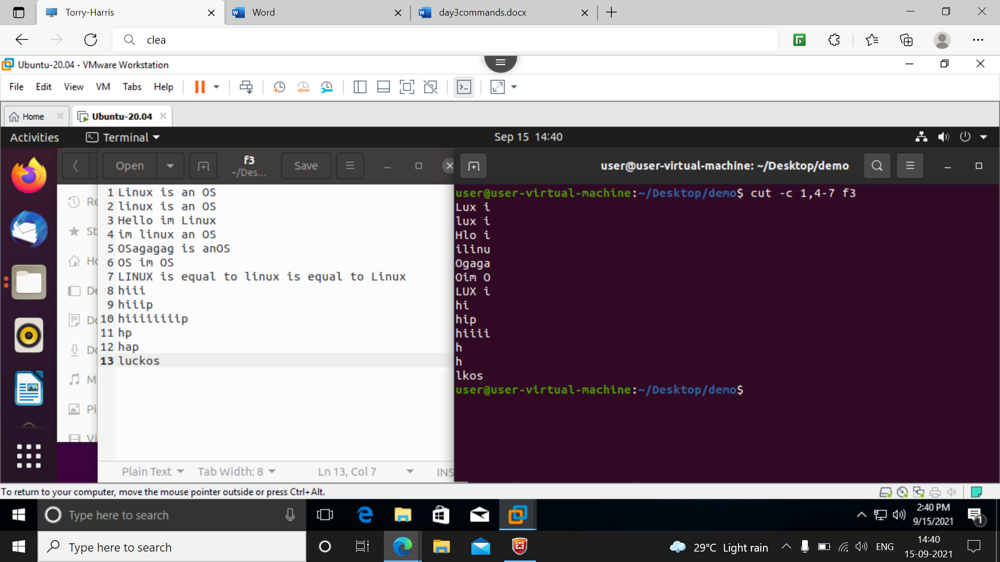 Torry-Harris
Word
day3commands.docx
clea
Ubuntu-20.04 - VMware Workstation
File Edit View VM Tabs Help
Home
Ubuntu-20.04
Activities
Terminal
Sep 15 14:40
Open
f3
~/Des...
Save
user@user-virtual-machine: ~/Desktop/demo
Re
St
Ho
De
Do
Do
M
Pi
Vi
1 Linux is an OS
2 linux is an OS
3 Hello im Linux
4 im linux an OS
5 OSagagag is anOS
6 OS im OS
7 LINUX is equal to linux is equal to Linux
8 hiii
9 hiiip
10 hiiiiiiiip
11 hp
12 hap
13 luckos
Plain Text
Tab Width: 8
Ln 13, Col 7
INS
user@user-virtual-machine:~/Desktop/demo$ cut -c 1,4-7 f3
Lux i
lux i
Hlo i
ilinu
Ogaga
Oim O
LUX i
hi
hip
hiiii
h
h
lkos
user@user-virtual-machine:~/Desktop/demo$
To return to your computer, move the mouse pointer outside or press Ctrl+Alt.
Type here to search
2:40 PM
9/15/2021
1
Type here to search
29°C Light rain
ENG
14:40
15-09-2021